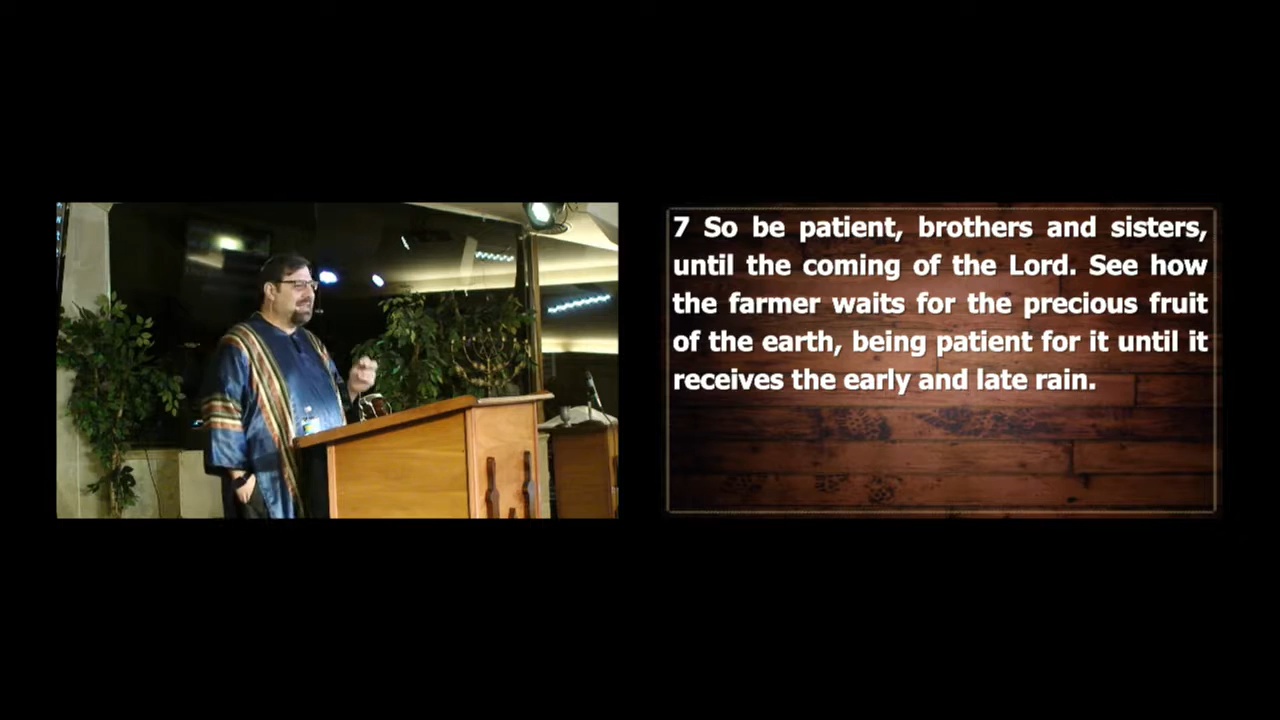 7 So be patient, brothers and sisters,
until the coming of the Lord. See how
the farmer waits for the precious fruit
of the earth, being patient for it until it
receives the early and late rain.